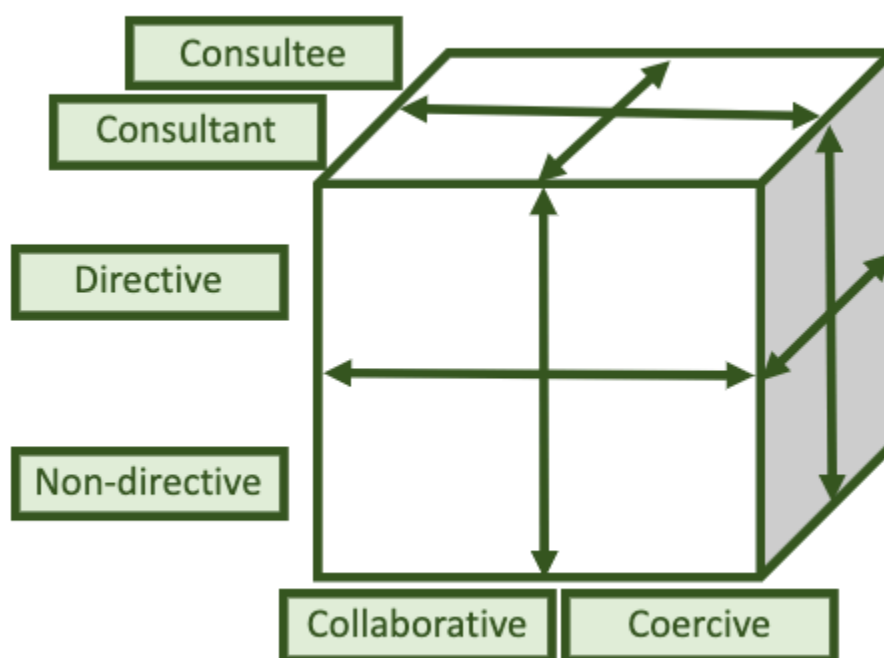 Consultee
Consultant
Directive
Non-directive
Collaborative
Coercive